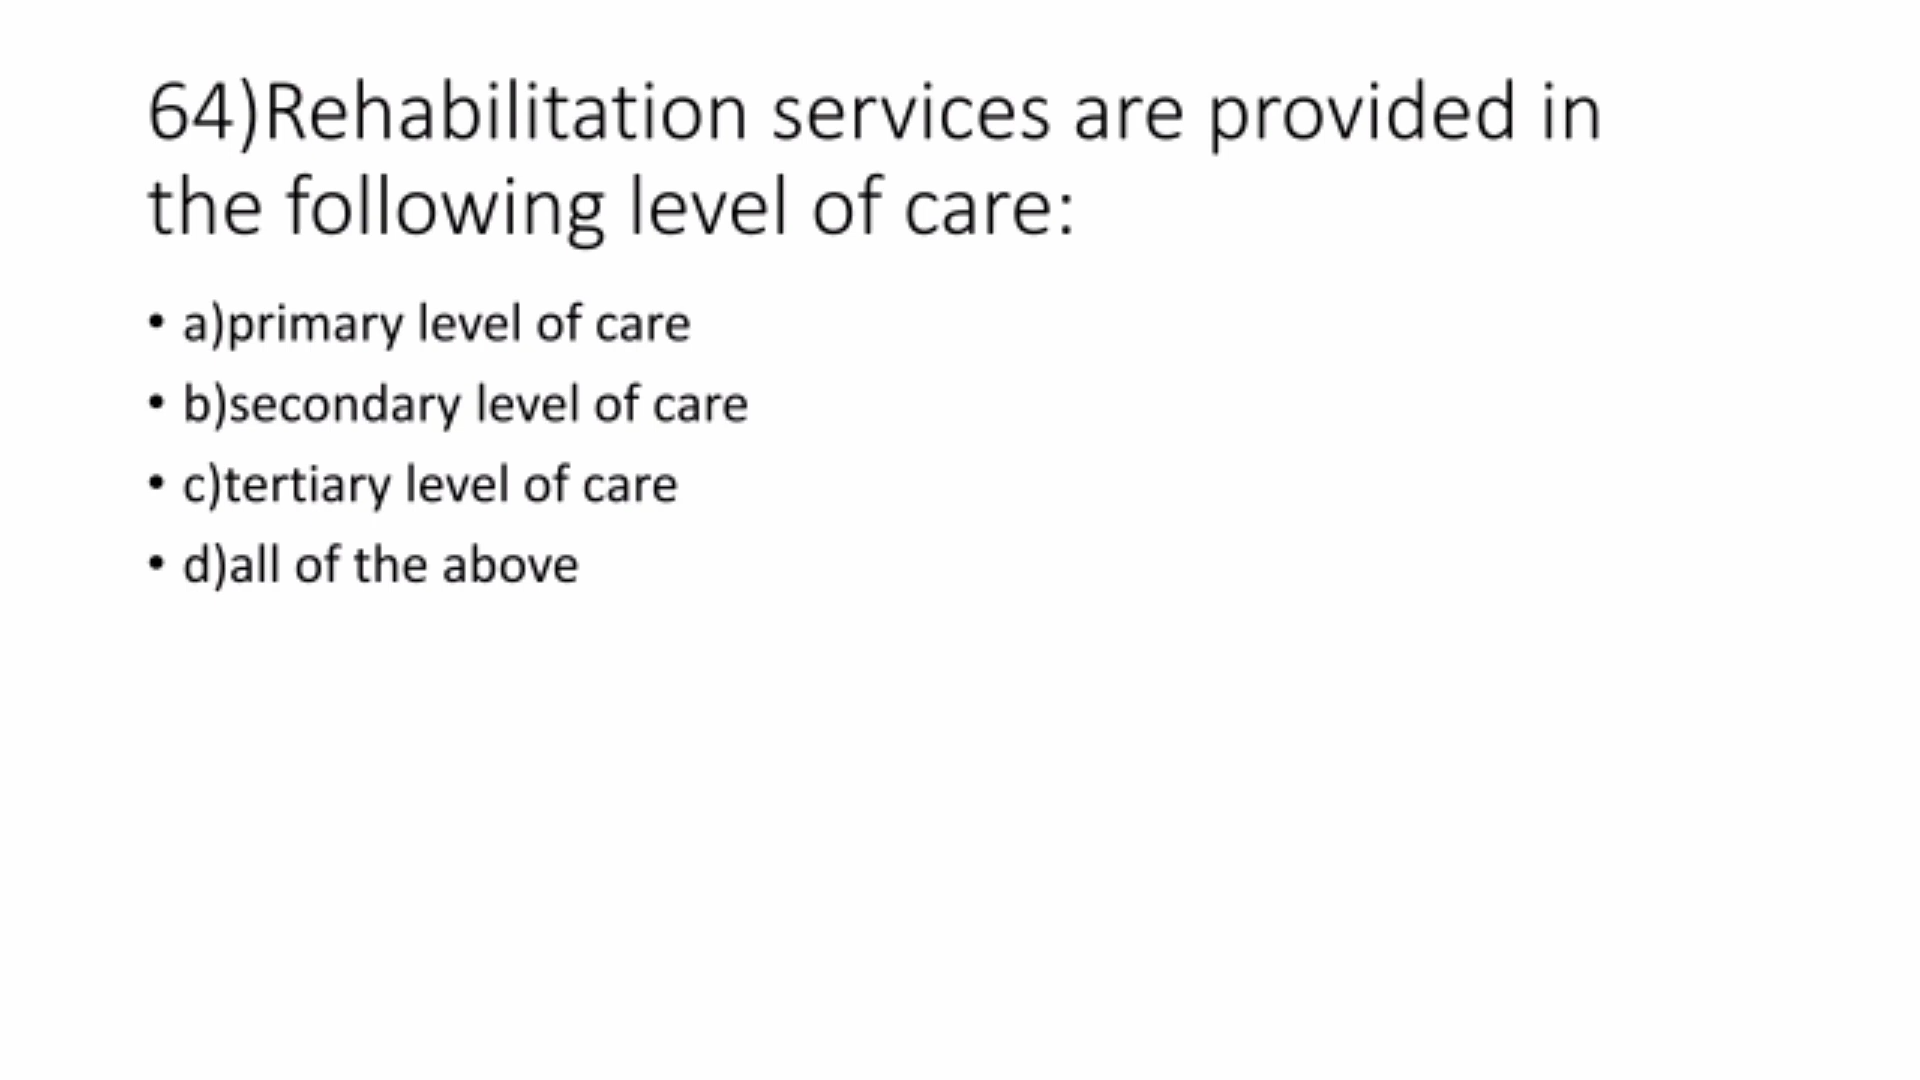 64)Rehabilitation services are provided in
the following level of care:
• a)primary level of care
• b)secondary level of care
• c)tertiary level of care
• d)all of the above